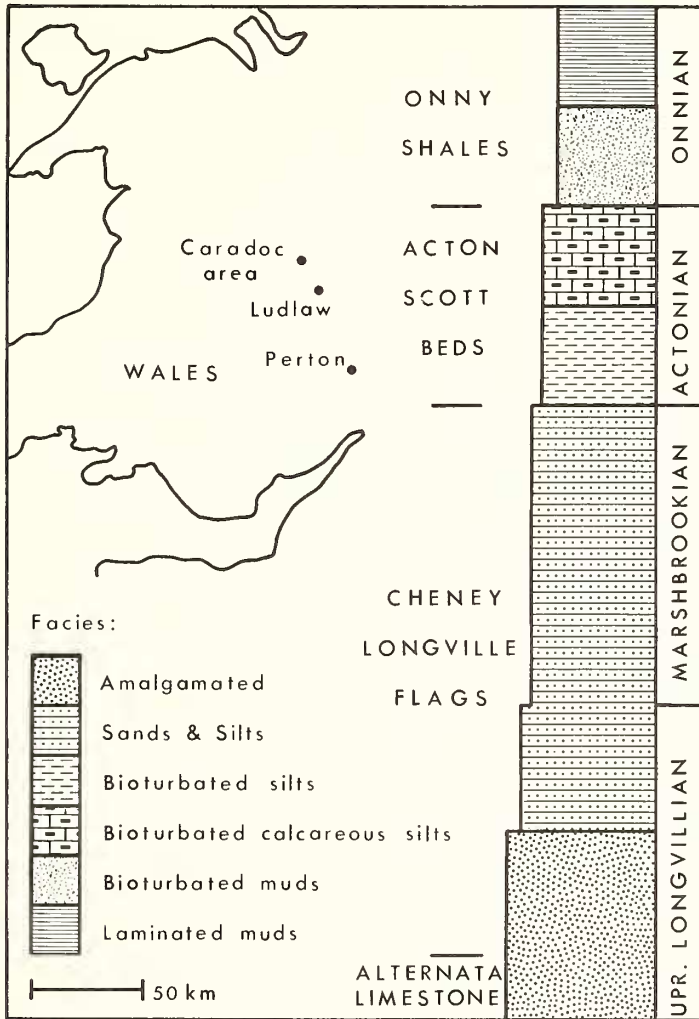 ONNY
SHALES
ONNIAN
Caradoc
area
Ludlaw
Perton
WALES
ACTON
SCOTT
BEDS
ACTONIAN
CHENEY
LONGVILLE
FLAGS
MARSHBROOKIAN
Facies:
Amalgamated
Sands & Silts
Bioturbated silts
Bioturbated calcareous silts
Bioturbated muds
Laminated muds
50 km
ALTERNATA
LIMESTONE
UPR. LONGVILLIAN